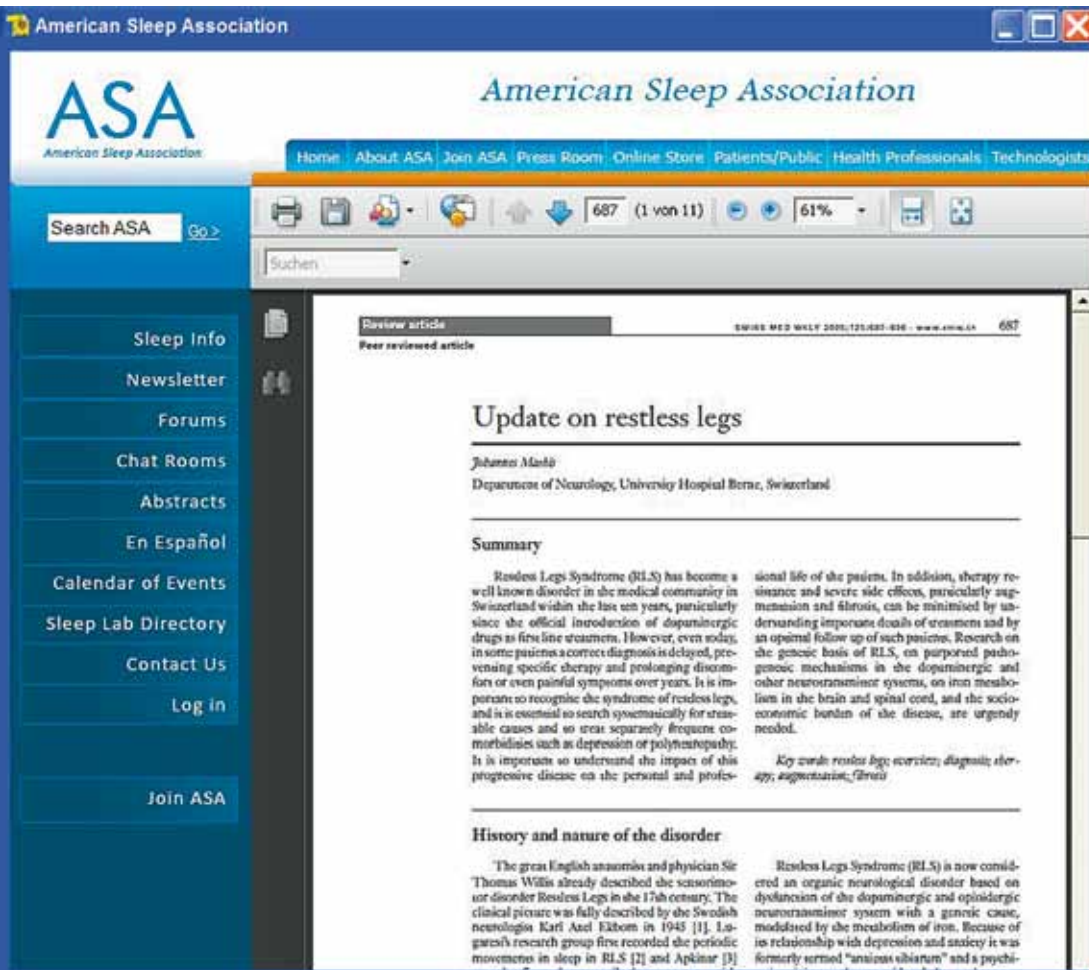 American Sleep Association
ASA
American Sleep Association
American Sleep Association
Home About ASA Join ASA Press Room Online Store Patients/Public Health Professionals Technologists
Search ASA Go >
687 (1 von 11) 61%
Suchen
Sleep Info
Newsletter
Forums
Chat Rooms
Abstracts
En Español
Calendar of Events
Sleep Lab Directory
Contact Us
Log in
Join ASA
Review article
SWISS MED WKLY 687
Peer reviewed article
Update on restless legs
Johannes
Department of Neurology, University Hospital Berne, Switzerland
Summary
Restless Legs Syndrome (RLS) has become a
well known disorder in the medical community in
Switzerland within the last ten years, particularly
since the official introduction of dopaminergic
drugs as first line treatment. However, even today,
in some patients a correct diagnosis is delayed, pre-
venting specific therapy and prolonging discom-
fort or even painful symptoms over years. It is im-
portant to recognise the syndrome of restless legs,
and it is essential to search systematically for treat-
able causes and to treat separately frequent co-
morbidities such as depression or polyneuropathy.
It is important to understand the impact of this
progressive disease on the personal and profes-
sional life of the patient. In addition, therapy re-
sistance and severe side effects, particularly aug-
mentation and fibrosis, can be minimised by un-
derstanding important details of treatment and by
an optimal follow up of such patients. Research on
the genetic basis of RLS, on purported patho-
genetic mechanisms in the dopaminergic and
other neurotransmitter systems, on iron metabo-
lism in the brain and spinal cord, and the socio-
economic burden of the disease, are urgently
needed.
Key words: restless legs; overview; diagnosis; ther-
apy; augmentation; fibrosis
History and nature of the disorder
The great English anatomist and physician Sir
Thomas Willis already described the sensorimo-
tor disorder Restless Legs in the 17th century. The
clinical picture was fully described by the Swedish
neurologist Karl Axel Ekbom in 1945 [1]. Lu-
garesi's research group first recorded the periodic
movements in sleep in RLS [2] and Apkinar [3]
Restless Legs Syndrome (RLS) is now consid-
ered an organic neurological disorder based on
dysfunction of the dopaminergic and opioidergic
neurotransmitter system with a genetic cause,
modulated by the metabolism of iron. Because of
its relationship with depression and anxiety it was
formerly termed "anxietas tibiarum" and a psychi-